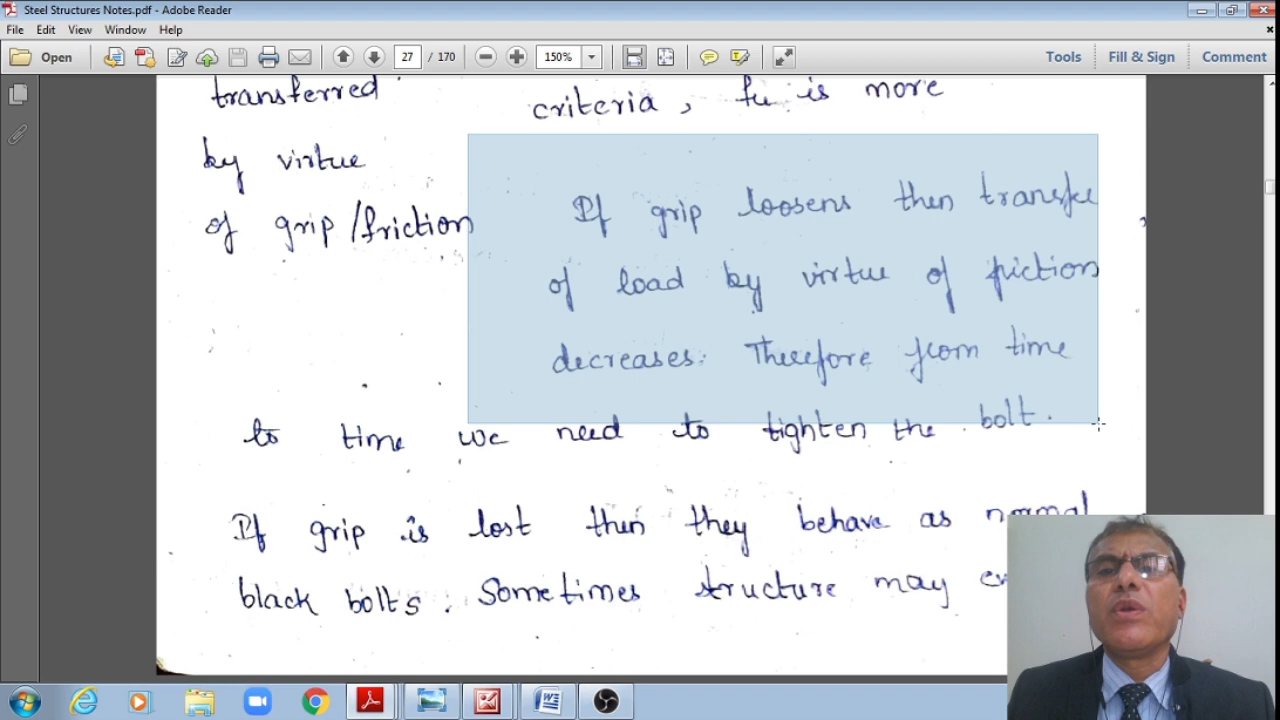 Steel Structures Notes.pdf - Adobe Reader
File Edit View Window Help
Open 27 / 170 150% Tools Fill & Sign Comment
transferred criteria, fu is more
by virtue
of grip/friction If grip loosens then transfe
of load by virtue of friction
decreases. Therefore from time
to time we need to tighten the bolt.
If grip is lost then they behave as normal
black bolts. Sometimes structure may